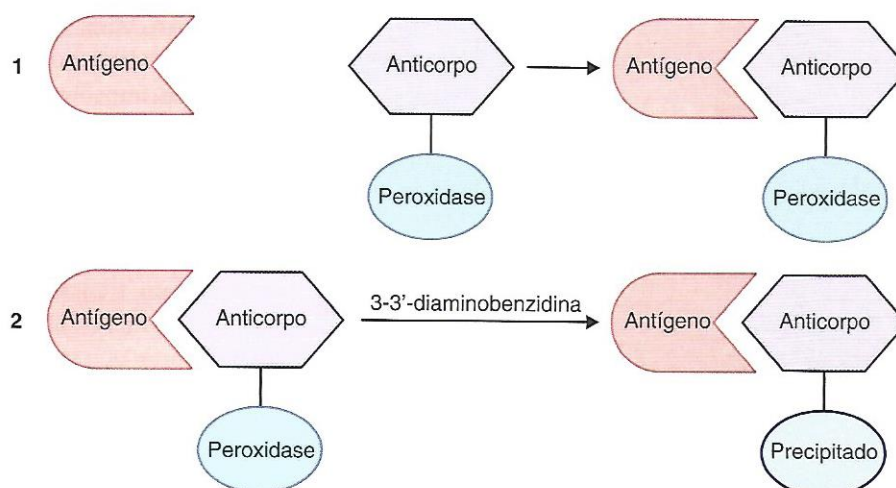 1 Antígeno Anticorpo Antígeno Anticorpo
Peroxidase Peroxidase
2 Antígeno Anticorpo 3-3'-diaminobenzidina Antígeno Anticorpo
Peroxidase Precipitado